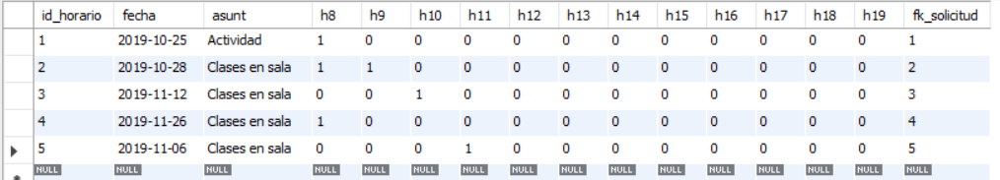 id_horario fecha asunt h8 h9 h10 h11 h12 h13 h14 h15 h16 h17 h18 h19 fk_solicitud
1 2019-10-25 Actividad 1 0 0 0 0 0 0 0 0 0 0 0 1
2 2019-10-28 Clases en sala 1 1 0 0 0 0 0 0 0 0 0 0 2
3 2019-11-12 Clases en sala 0 0 1 0 0 0 0 0 0 0 0 0 3
4 2019-11-26 Clases en sala 1 0 0 0 0 0 0 0 0 0 0 0 4
5 2019-11-06 Clases en sala 0 0 0 1 0 0 0 0 0 0 0 0 5
NULL NULL NULL NULL NULL NULL NULL NULL NULL NULL NULL NULL NULL NULL NULL NULL